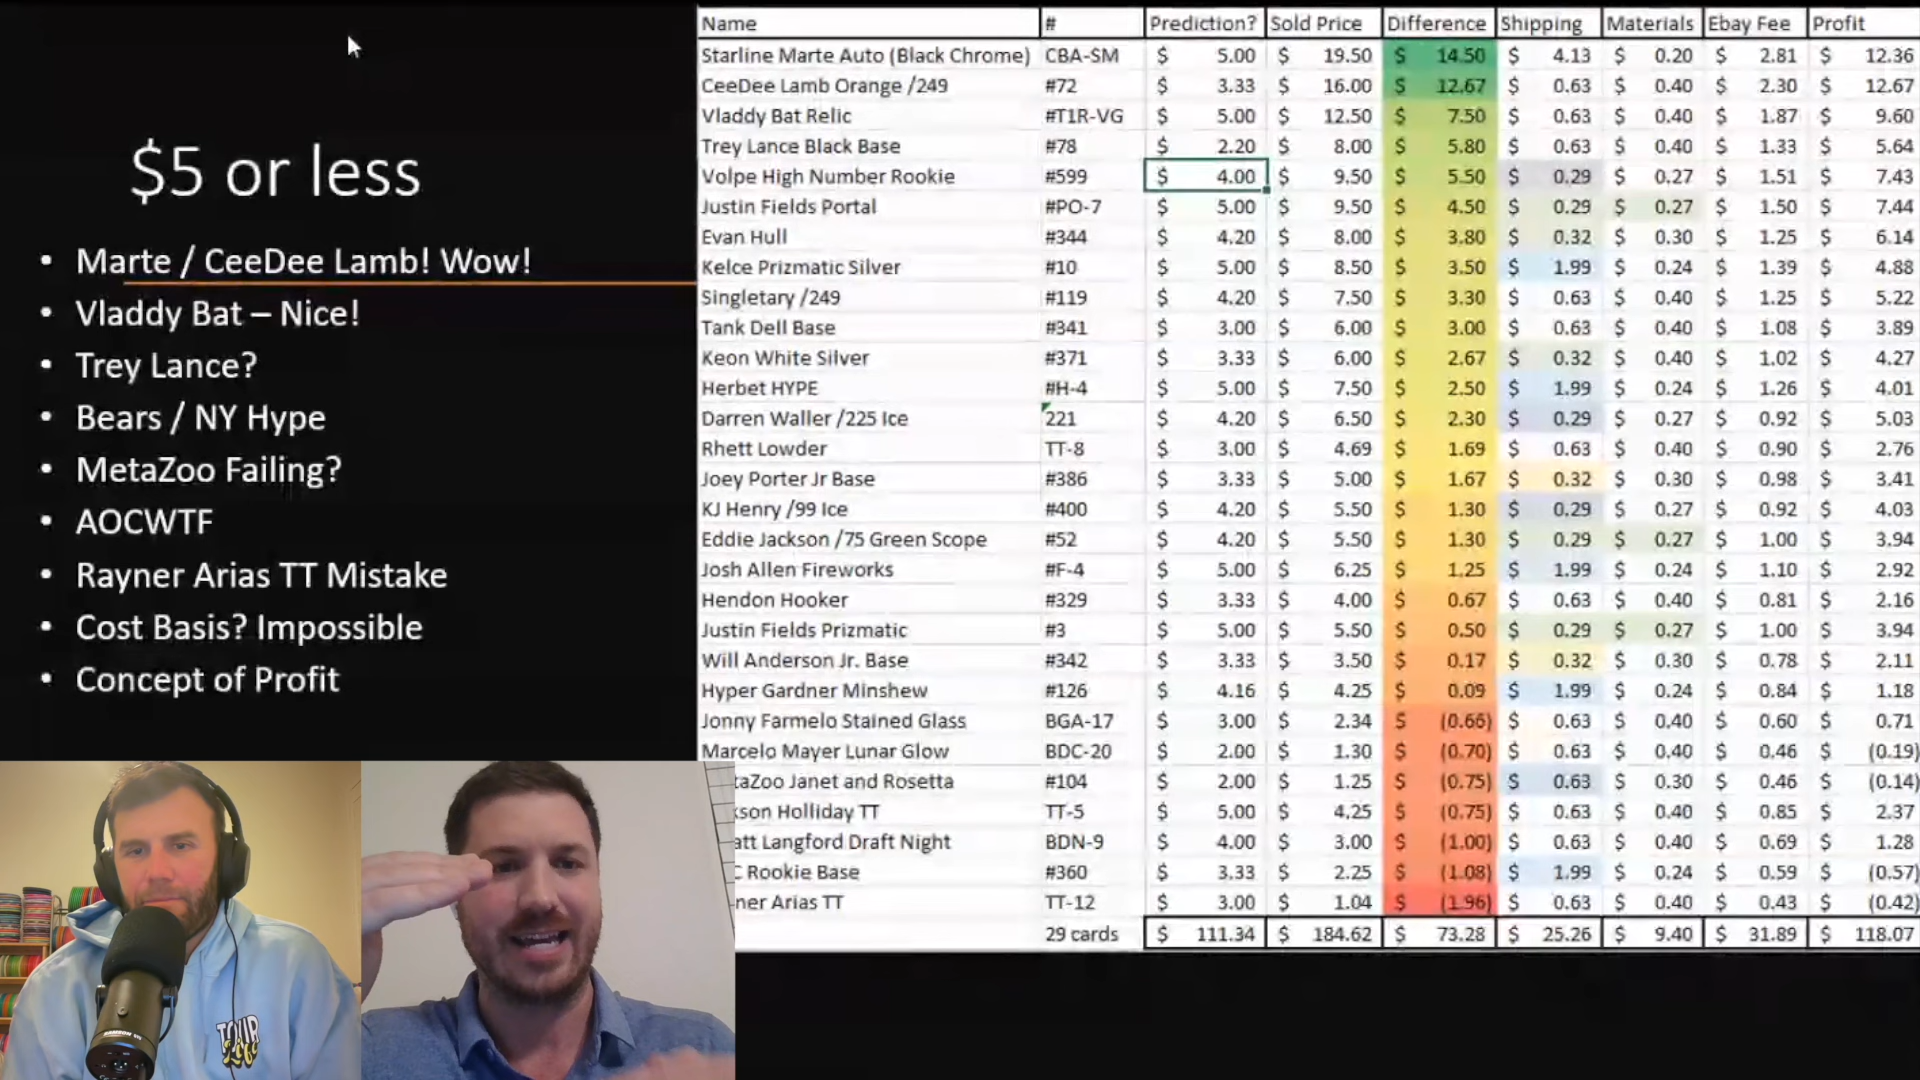 $5 or less
• Marte / CeeDee Lamb! Wow!
• Vladdy Bat – Nice!
• Trey Lance?
• Bears / NY Hype
• MetaZoo Failing?
• AOCWTF
• Rayner Arias TT Mistake
• Cost Basis? Impossible
• Concept of Profit
Name # Prediction? Sold Price Difference Shipping Materials Ebay Fee Profit
Starline Marte Auto (Black Chrome) CBA-SM $ 5.00 $ 19.50 $ 14.50 $ 4.13 $ 0.20 $ 2.81 $ 12.36
CeeDee Lamb Orange /249 #72 $ 3.33 $ 16.00 $ 12.67 $ 0.63 $ 0.40 $ 2.30 $ 12.67
Vladdy Bat Relic #T1R-VG $ 5.00 $ 12.50 $ 7.50 $ 0.63 $ 0.40 $ 1.87 $ 9.60
Trey Lance Black Base #78 $ 2.20 $ 8.00 $ 5.80 $ 0.63 $ 0.40 $ 1.33 $ 5.64
Volpe High Number Rookie #599 $ 4.00 $ 9.50 $ 5.50 $ 0.29 $ 0.27 $ 1.51 $ 7.43
Justin Fields Portal #PO-7 $ 5.00 $ 9.50 $ 4.50 $ 0.29 $ 0.27 $ 1.50 $ 7.44
Evan Hull #344 $ 4.20 $ 8.00 $ 3.80 $ 0.32 $ 0.30 $ 1.25 $ 6.14
Kelce Prizmatic Silver #10 $ 5.00 $ 8.50 $ 3.50 $ 1.99 $ 0.24 $ 1.39 $ 4.88
Singletary /249 #119 $ 4.20 $ 7.50 $ 3.30 $ 0.63 $ 0.40 $ 1.25 $ 5.22
Tank Dell Base #341 $ 3.00 $ 6.00 $ 3.00 $ 0.63 $ 0.40 $ 1.08 $ 3.89
Keon White Silver #371 $ 3.33 $ 6.00 $ 2.67 $ 0.32 $ 0.40 $ 1.02 $ 4.27
Herbet HYPE #H-4 $ 5.00 $ 7.50 $ 2.50 $ 1.99 $ 0.24 $ 1.26 $ 4.01
Darren Waller /225 Ice 221 $ 4.20 $ 6.50 $ 2.30 $ 0.29 $ 0.27 $ 0.92 $ 5.03
Rhett Lowder TT-8 $ 3.00 $ 4.69 $ 1.69 $ 0.63 $ 0.40 $ 0.90 $ 2.76
Joey Porter Jr Base #386 $ 3.33 $ 5.00 $ 1.67 $ 0.32 $ 0.30 $ 0.98 $ 3.41
KJ Henry /99 Ice #400 $ 4.20 $ 5.50 $ 1.30 $ 0.29 $ 0.27 $ 0.92 $ 4.03
Eddie Jackson /75 Green Scope #52 $ 4.20 $ 5.50 $ 1.30 $ 0.29 $ 0.27 $ 1.00 $ 3.94
Josh Allen Fireworks #F-4 $ 5.00 $ 6.25 $ 1.25 $ 1.99 $ 0.24 $ 1.10 $ 2.92
Hendon Hooker #329 $ 3.33 $ 4.00 $ 0.67 $ 0.63 $ 0.40 $ 0.81 $ 2.16
Justin Fields Prizmatic #3 $ 5.00 $ 5.50 $ 0.50 $ 0.29 $ 0.27 $ 1.00 $ 3.94
Will Anderson Jr. Base #342 $ 3.33 $ 3.50 $ 0.17 $ 0.32 $ 0.30 $ 0.78 $ 2.11
Hyper Gardner Minshew #126 $ 4.16 $ 4.25 $ 0.09 $ 1.99 $ 0.24 $ 0.84 $ 1.18
Jonny Farmelo Stained Glass BGA-17 $ 3.00 $ 2.34 $ (0.66) $ 0.63 $ 0.40 $ 0.60 $ 0.71
Marcelo Mayer Lunar Glow BDC-20 $ 2.00 $ 1.30 $ (0.70) $ 0.63 $ 0.40 $ 0.46 $ (0.19)
taZoo Janet and Rosetta #104 $ 2.00 $ 1.25 $ (0.75) $ 0.63 $ 0.30 $ 0.46 $ (0.14)
kson Holliday TT TT-5 $ 5.00 $ 4.25 $ (0.75) $ 0.63 $ 0.40 $ 0.85 $ 2.37
att Langford Draft Night BDN-9 $ 4.00 $ 3.00 $ (1.00) $ 0.63 $ 0.40 $ 0.69 $ 1.28
C Rookie Base #360 $ 3.33 $ 2.25 $ (1.08) $ 1.99 $ 0.24 $ 0.59 $ (0.57)
ner Arias TT TT-12 $ 3.00 $ 1.04 $ (1.96) $ 0.63 $ 0.40 $ 0.43 $ (0.42)
29 cards $ 111.34 $ 184.62 $ 73.28 $ 25.26 $ 9.40 $ 31.89 $ 118.07